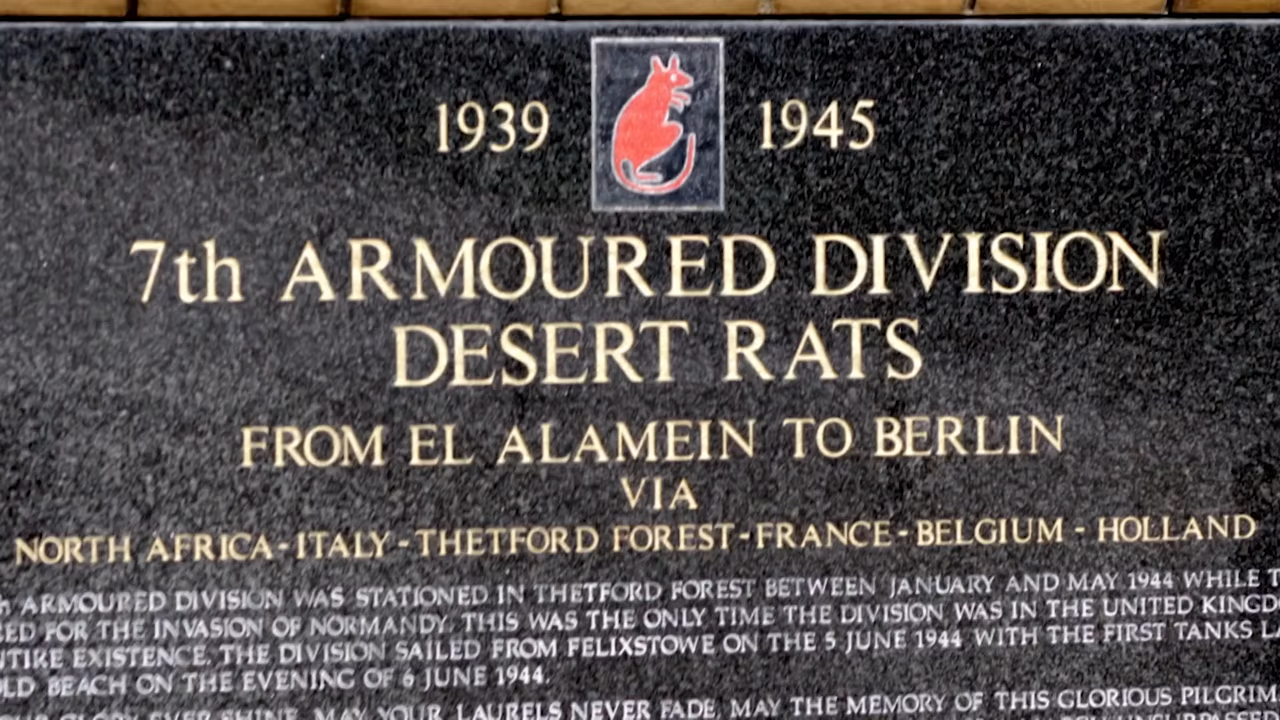 1939 1945
7th ARMOURED DIVISION
DESERT RATS
FROM EL ALAMEIN TO BERLIN
VIA
NORTH AFRICA-ITALY-THETFORD FOREST-FRANCE-BELGIUM - HOLLAND
ARMOURED DIVISION WAS STATIONED IN THETFORD FOREST BETWEEN JANUARY AND MAY 1944 WHILE
FOR THE INVASION OF NORMANDY. THIS WAS THE ONLY TIME THE DIVISION WAS IN THE UNITED
EXISTENCE. THE DIVISION SAILED FROM FELIXSTOWE ON THE 5 JUNE 1944 WITH THE FIRST TANKS
BEACH ON THE EVENING OF 6 JUNE 1944.
GLORY EVER SHINE, MAY YOUR LAURELS NEVER FADE, MAY THE MEMORY OF THIS GLORIOUS